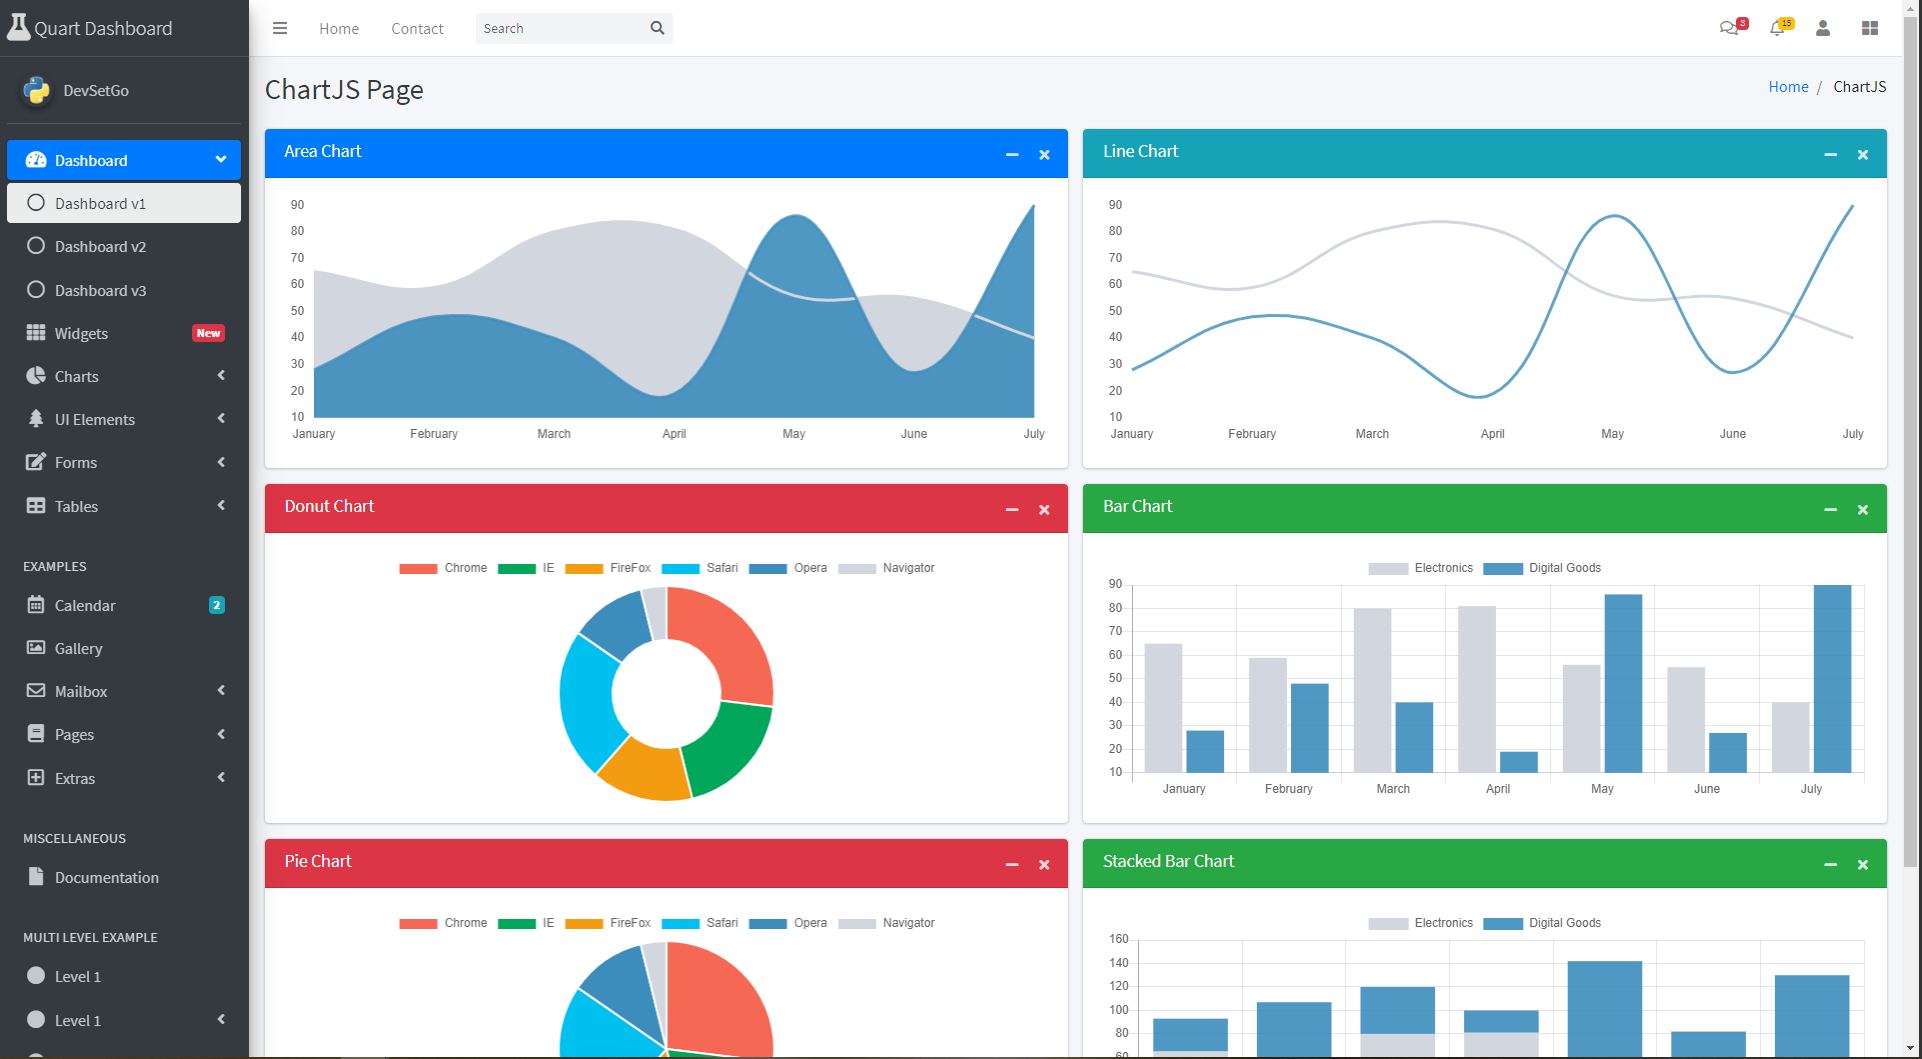 Quart Dashboard
DevSetGo
Dashboard
Dashboard v1
Dashboard v2
Dashboard v3
Widgets New
Charts
UI Elements
Forms
Tables
EXAMPLES
Calendar 2
Gallery
Mailbox
Pages
Extras
MISCELLANEOUS
Documentation
MULTI LEVEL EXAMPLE
Level 1
Level 1
Home Contact Search 3 15
ChartJS Page
Home / ChartJS
Area Chart
90
80
70
60
50
40
30
20
10
January February March April May June July
Line Chart
90
80
70
60
50
40
30
20
10
January February March April May June July
Donut Chart
Chrome IE FireFox Safari Opera Navigator
Bar Chart
Electronics Digital Goods
90
80
70
60
50
40
30
20
10
January February March April May June July
Pie Chart
Chrome IE FireFox Safari Opera Navigator
Stacked Bar Chart
Electronics Digital Goods
160
140
120
100
80
60